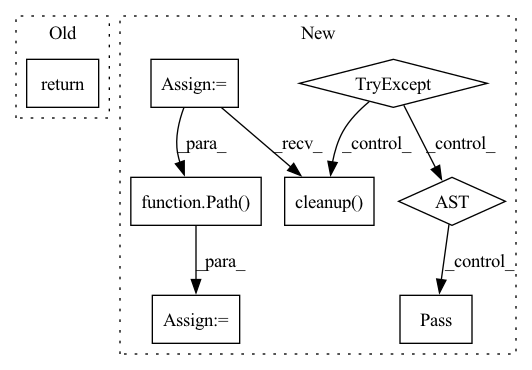 Old
New
return
Assign:=
TryExcept
_para_
_recv_
_control_
_control_
function.Path()
cleanup()
AST
_para_
_control_
Assign:=
Pass